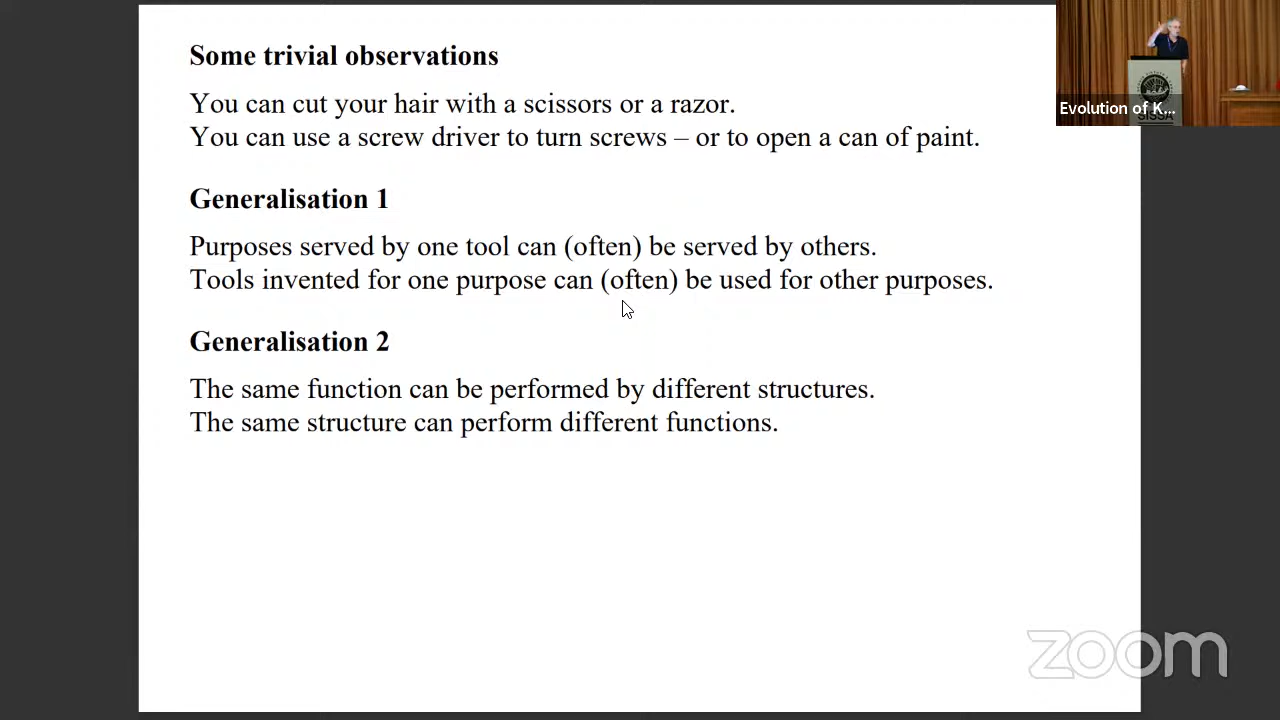 Some trivial observations
You can cut your hair with a scissors or a razor.
You can use a screw driver to turn screws – or to open a can of paint.
Generalisation 1
Purposes served by one tool can (often) be served by others.
Tools invented for one purpose can (often) be used for other purposes.
Generalisation 2
The same function can be performed by different structures.
The same structure can perform different functions.
Evolution of K...
SISSA
zoom